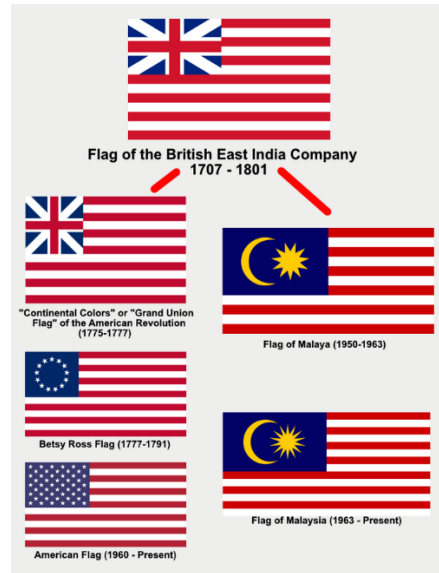 Flag of the British East India Company
1707 - 1801
"Continental Colors" or "Grand Union
Flag" of the American Revolution
(1775-1777)
Flag of Malaya (1950-1963)
Betsy Ross Flag (1777-1791)
Flag of Malaysia (1963 - Present)
American Flag (1960 - Present)